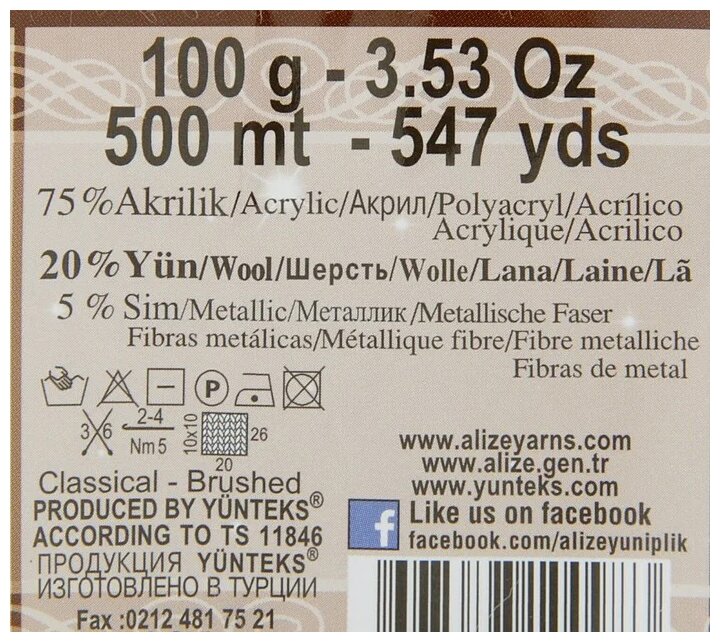 100 g - 3.53 Oz
500 mt - 547 yds
75 % Akrilik/Acrylic/Акрил/Polyacryl/Acrílico
Acrylique/Acrilico
20 % Yün/Wool/Шерсть/Wolle/Lana/Laine/Lã
5 % Sim/Metallic/Металлик/Metallische Faser
Fibras metálicas/Métallique fibre/Fibre metalliche
Fibras de metal
P
3 6 2-4 Nm 5 10x10 26 20
Classical - Brushed
PRODUCED BY YÜNTEKS®
ACCORDING TO TS 11846
ПРОДУКЦИЯ YÜNTEKS®
ИЗГОТОВЛЕНО В ТУРЦИИ
Fax :0212 481 75 21
www.alizeyarns.com
www.alize.gen.tr
www.yunteks.com
f Like us on facebook
facebook.com/alizeyuniplik